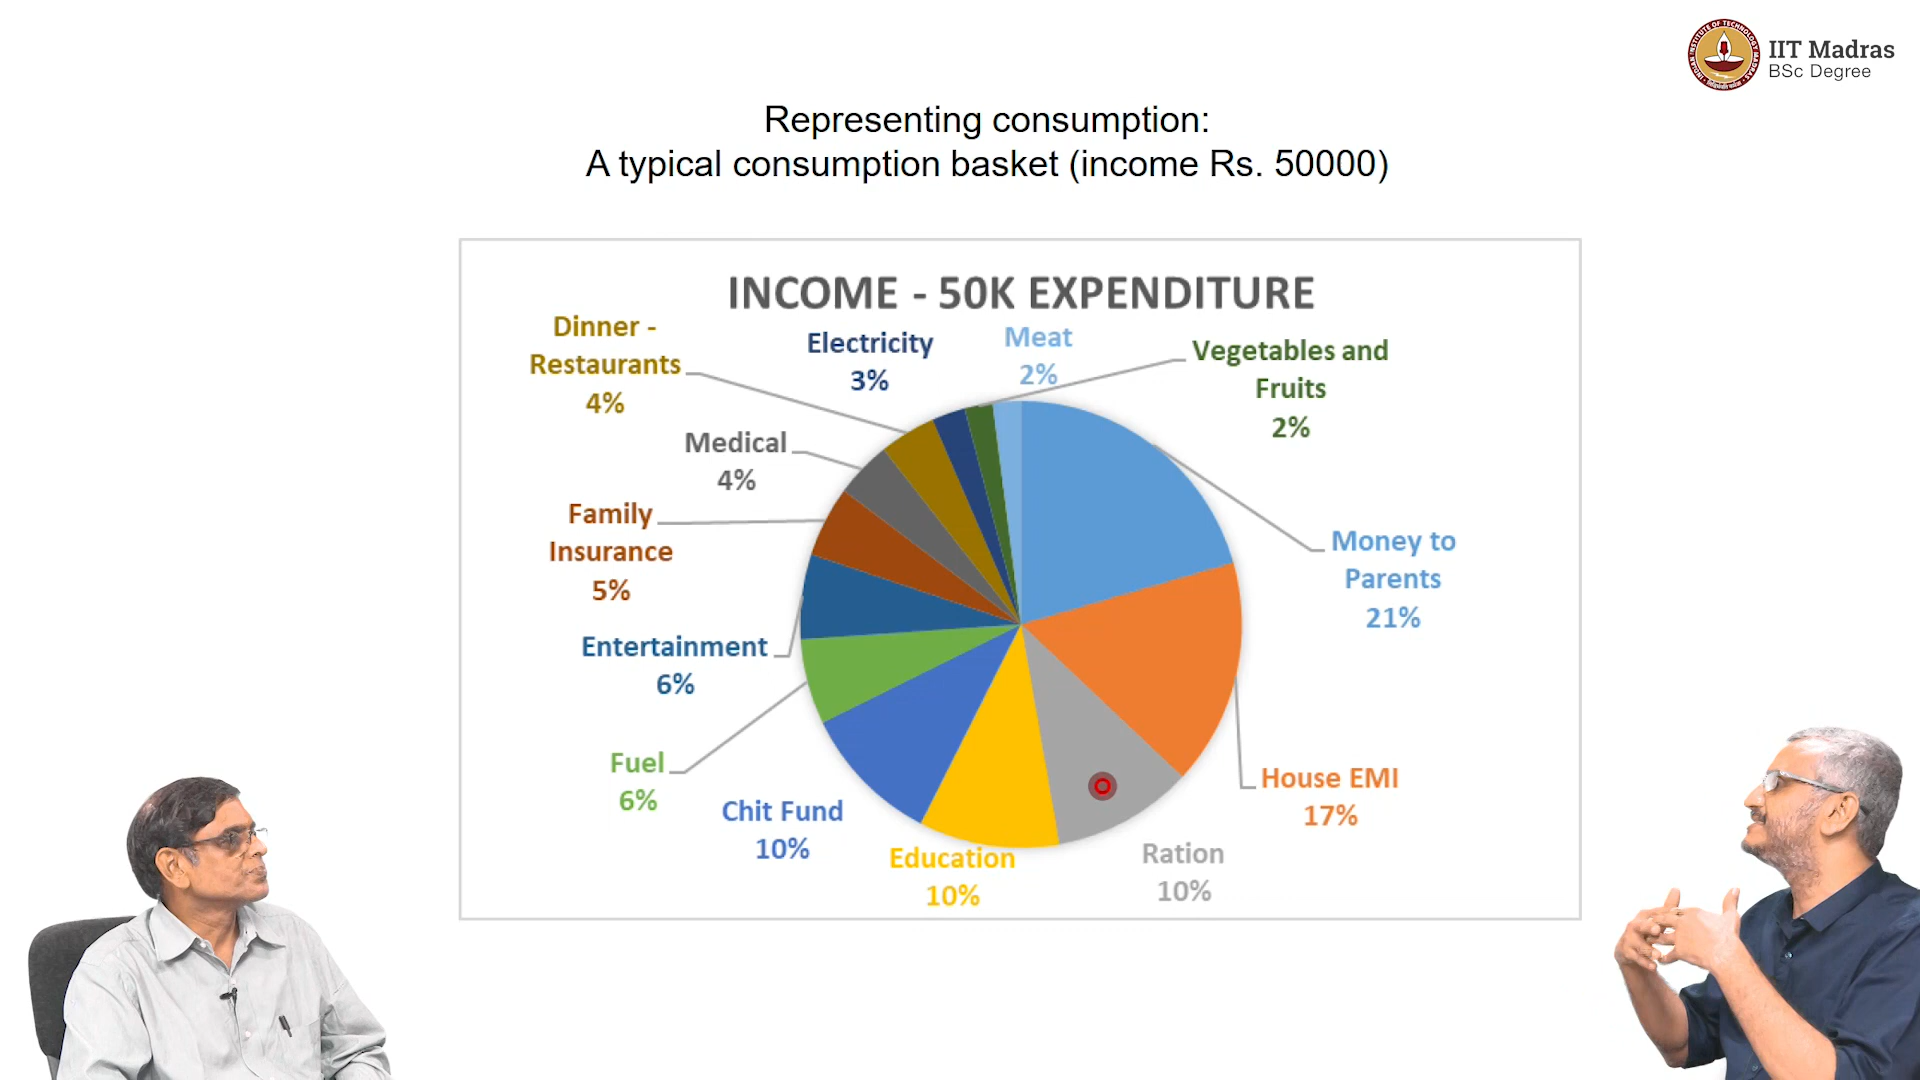 IIT Madras
BSc Degree
Representing consumption:
A typical consumption basket (income Rs. 50000)
INCOME - 50K EXPENDITURE
Dinner -
Restaurants
4%
Electricity
3%
Meat
2%
Vegetables and
Fruits
2%
Medical
4%
Family
Insurance
5%
Money to
Parents
21%
Entertainment
6%
Fuel
6%
Chit Fund
10%
Education
10%
Ration
10%
House EMI
17%